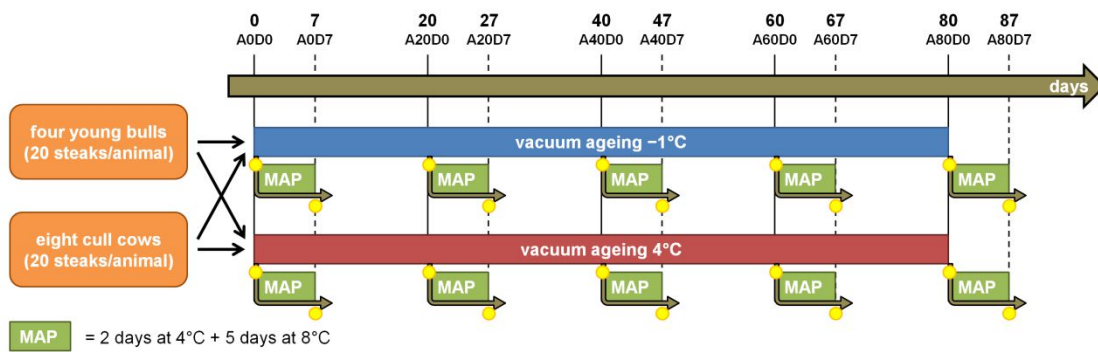 0 7 20 27 40 47 60 67 80 87
A0D0 A0D7 A20D0 A20D7 A40D0 A40D7 A60D0 A60D7 A80D0 A80D7
days
four young bulls
(20 steaks/animal)
vacuum ageing −1°C
MAP MAP MAP MAP MAP
eight cull cows
(20 steaks/animal)
vacuum ageing 4°C
MAP MAP MAP MAP MAP
MAP = 2 days at 4°C + 5 days at 8°C